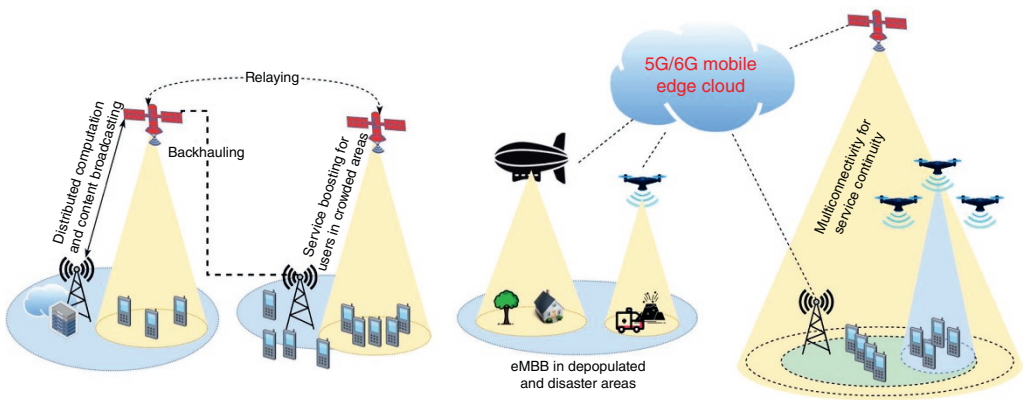 Relaying
Distributed computation
and content broadcasting
Backhauling
Service boosting for
users in crowded areas
5G/6G mobile
edge cloud
eMBB in depopulated
and disaster areas
Multiconnectivity for
service continuity